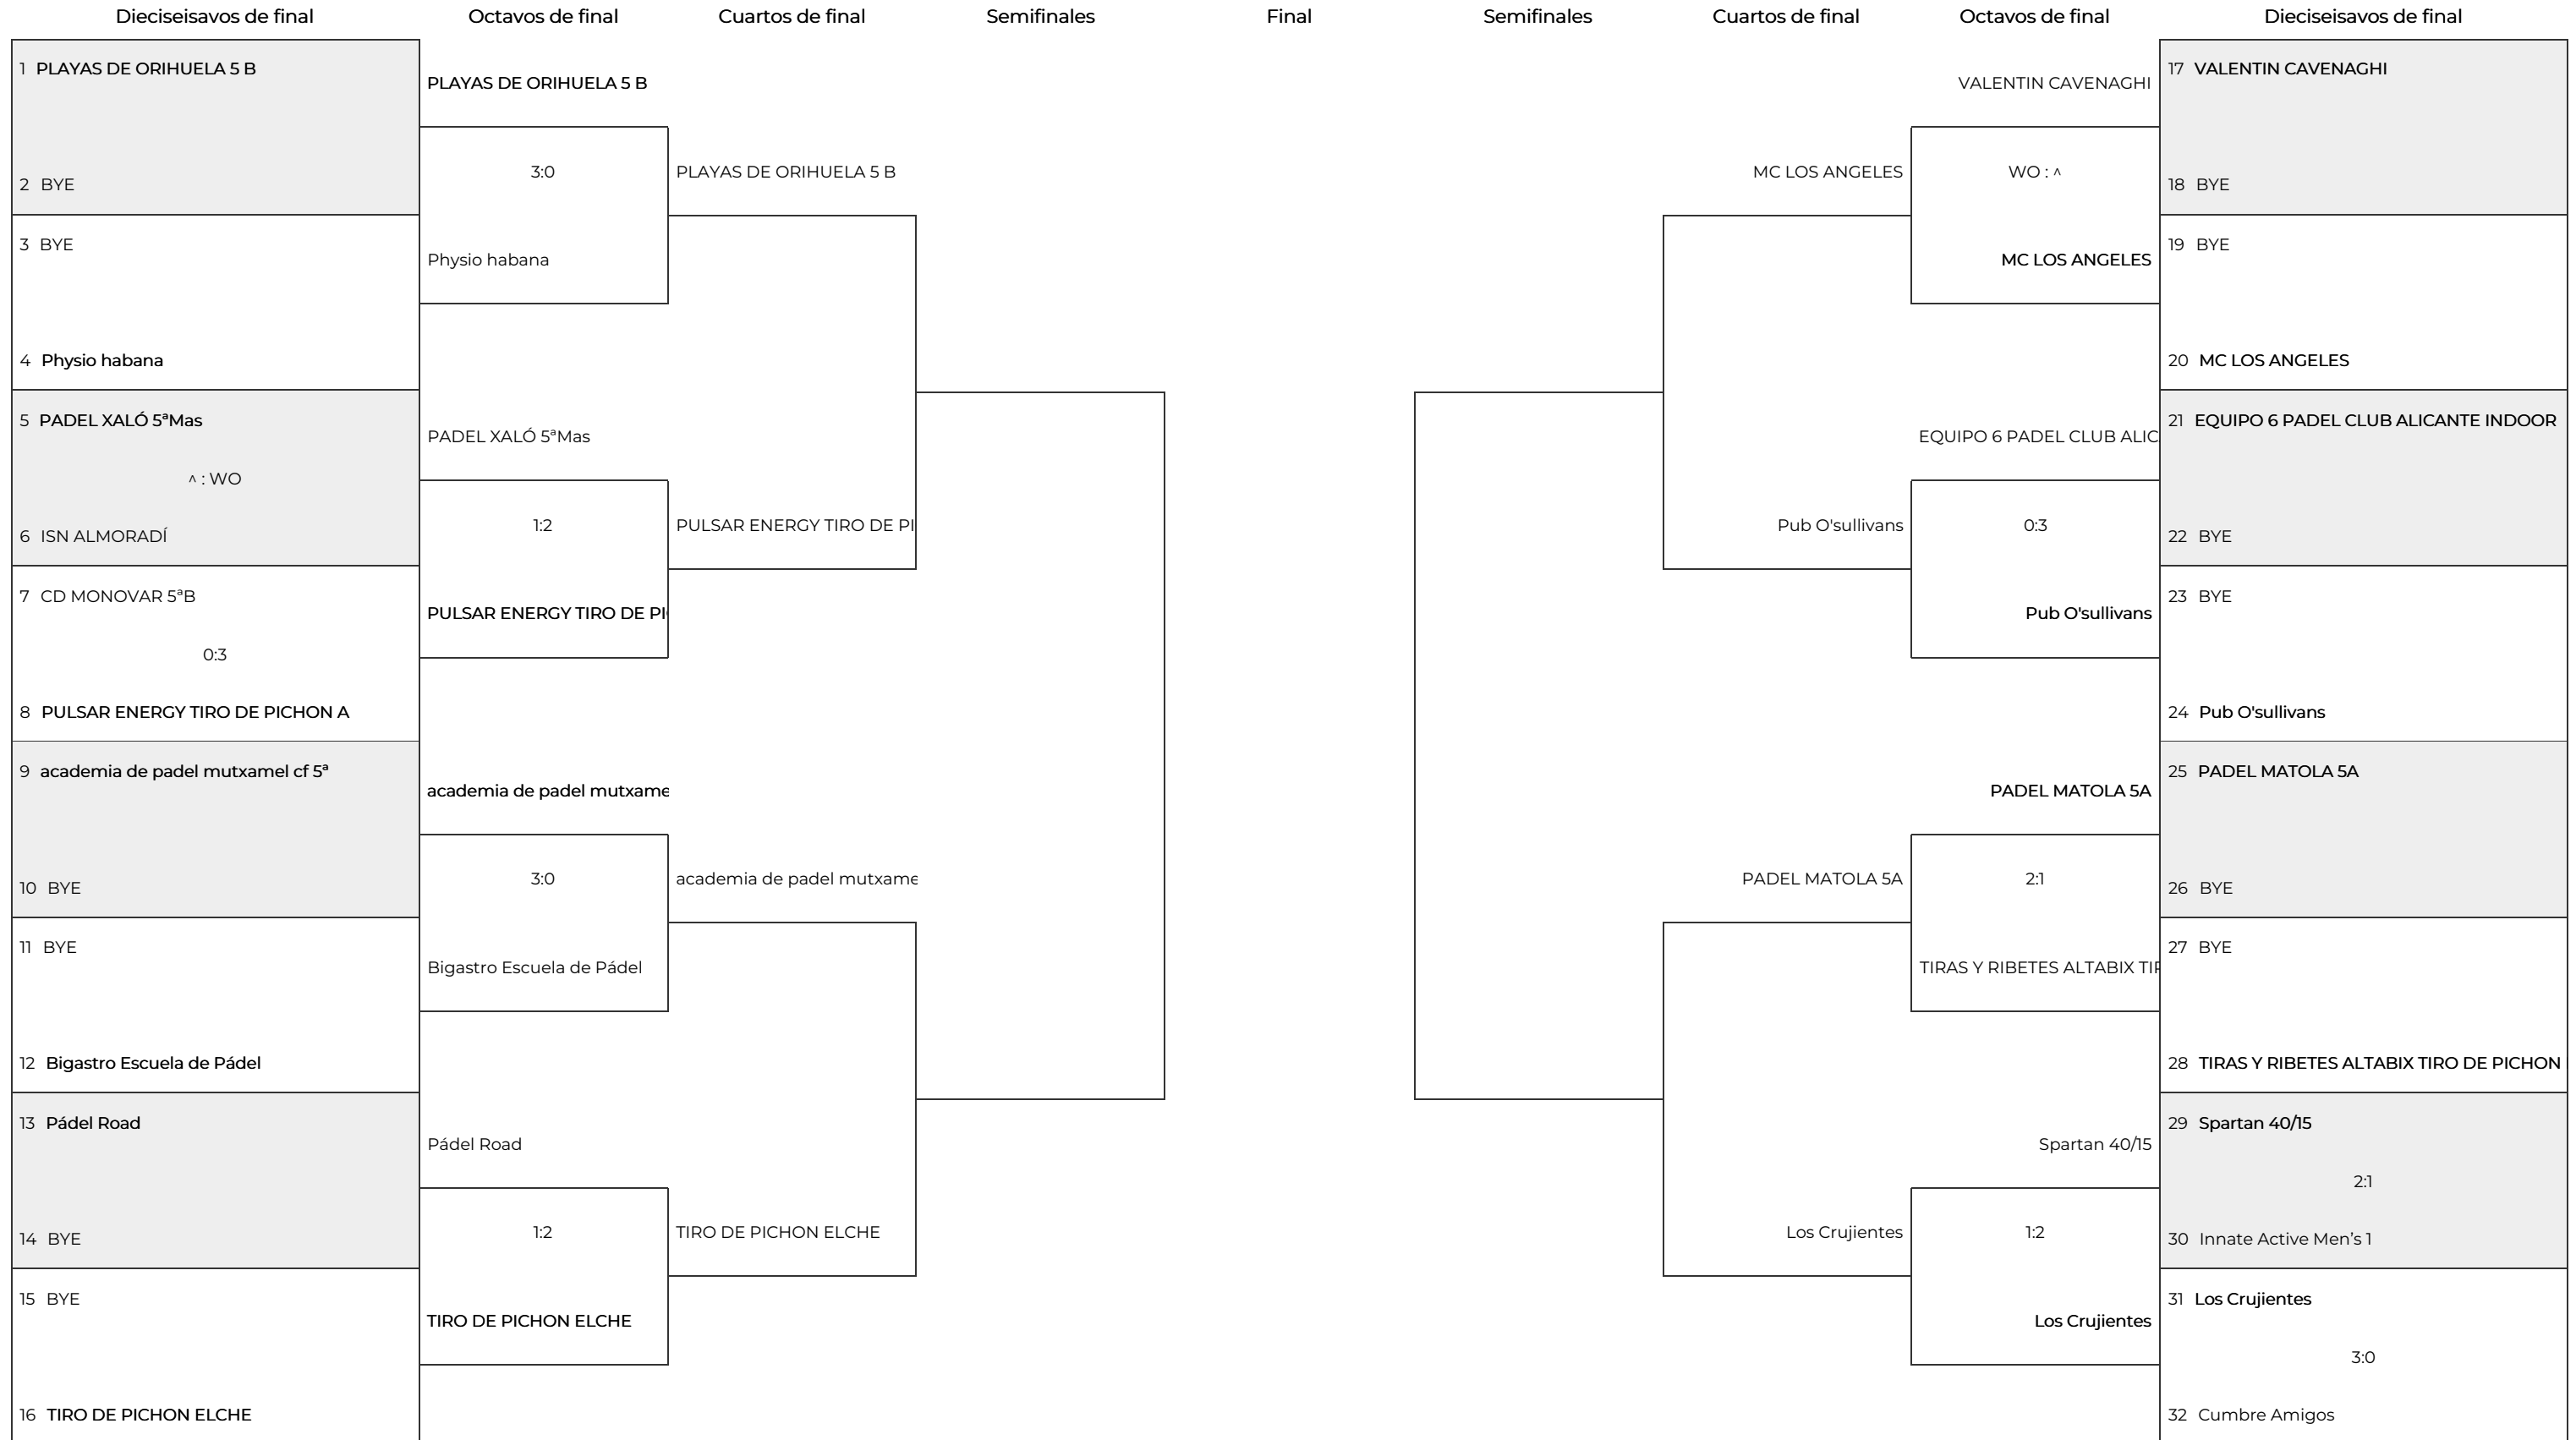 Dieciseisavos de final
Octavos de final
Cuartos de final
Semifinales
Final
Semifinales
Cuartos de final
Octavos de final
Dieciseisavos de final
1 PLAYAS DE ORIHUELA 5 B
2 BYE
3 BYE
4 Physio habana
5 PADEL XALÓ 5ªMas
^ : WO
6 ISN ALMORADÍ
7 CD MONOVAR 5ªB
0:3
8 PULSAR ENERGY TIRO DE PICHON A
9 academia de padel mutxamel cf 5ª
10 BYE
11 BYE
12 Bigastro Escuela de Pádel
13 Pádel Road
14 BYE
15 BYE
16 TIRO DE PICHON ELCHE
PLAYAS DE ORIHUELA 5 B
3:0
Physio habana
PADEL XALÓ 5ªMas
1:2
PULSAR ENERGY TIRO DE PI
academia de padel mutxame
3:0
Bigastro Escuela de Pádel
Pádel Road
1:2
TIRO DE PICHON ELCHE
PLAYAS DE ORIHUELA 5 B
PULSAR ENERGY TIRO DE PI
academia de padel mutxame
TIRO DE PICHON ELCHE
MC LOS ANGELES
Pub O'sullivans
PADEL MATOLA 5A
Los Crujientes
VALENTIN CAVENAGHI
WO : ^
MC LOS ANGELES
EQUIPO 6 PADEL CLUB ALIC
0:3
Pub O'sullivans
PADEL MATOLA 5A
2:1
TIRAS Y RIBETES ALTABIX TIR
Spartan 40/15
1:2
Los Crujientes
17 VALENTIN CAVENAGHI
18 BYE
19 BYE
20 MC LOS ANGELES
21 EQUIPO 6 PADEL CLUB ALICANTE INDOOR
22 BYE
23 BYE
24 Pub O'sullivans
25 PADEL MATOLA 5A
26 BYE
27 BYE
28 TIRAS Y RIBETES ALTABIX TIRO DE PICHON
29 Spartan 40/15
2:1
30 Innate Active Men’s 1
31 Los Crujientes
3:0
32 Cumbre Amigos